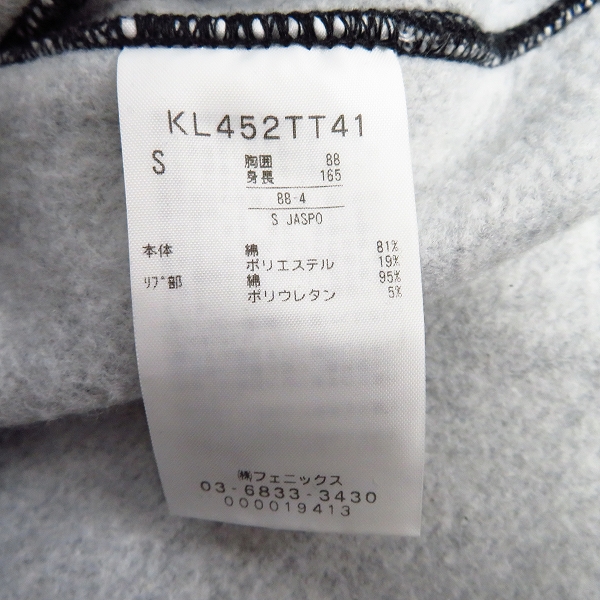 KL452TT41
S 胸囲 88
身長 165
88-4
S JASPO
本体 綿 81%
ポリエステル 19%
リブ部 綿 95%
ポリウレタン 5%
㈱フェニックス
03-6833-3430
000019413